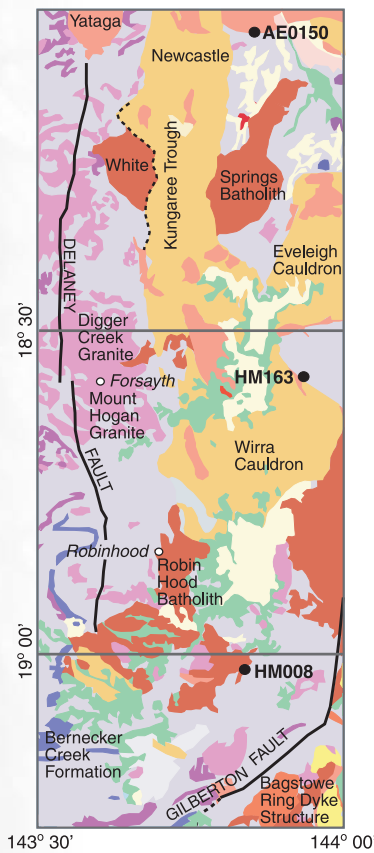 Yataga
AE0150
Newcastle
Kungaree Trough
White
Springs
Batholith
DELANEY
Eveleigh
Cauldron
18° 30'
Digger
Creek
Granite
HM163
Forsayth
Mount
Hogan
Granite
FAULT
Wirra
Cauldron
Robinhood
Robin
Hood
Batholith
19° 00'
HM008
Bernecker
Creek
Formation
GILBERTON FAULT
Bagstowe
Ring Dyke
Structure
143° 30'
144° 00'